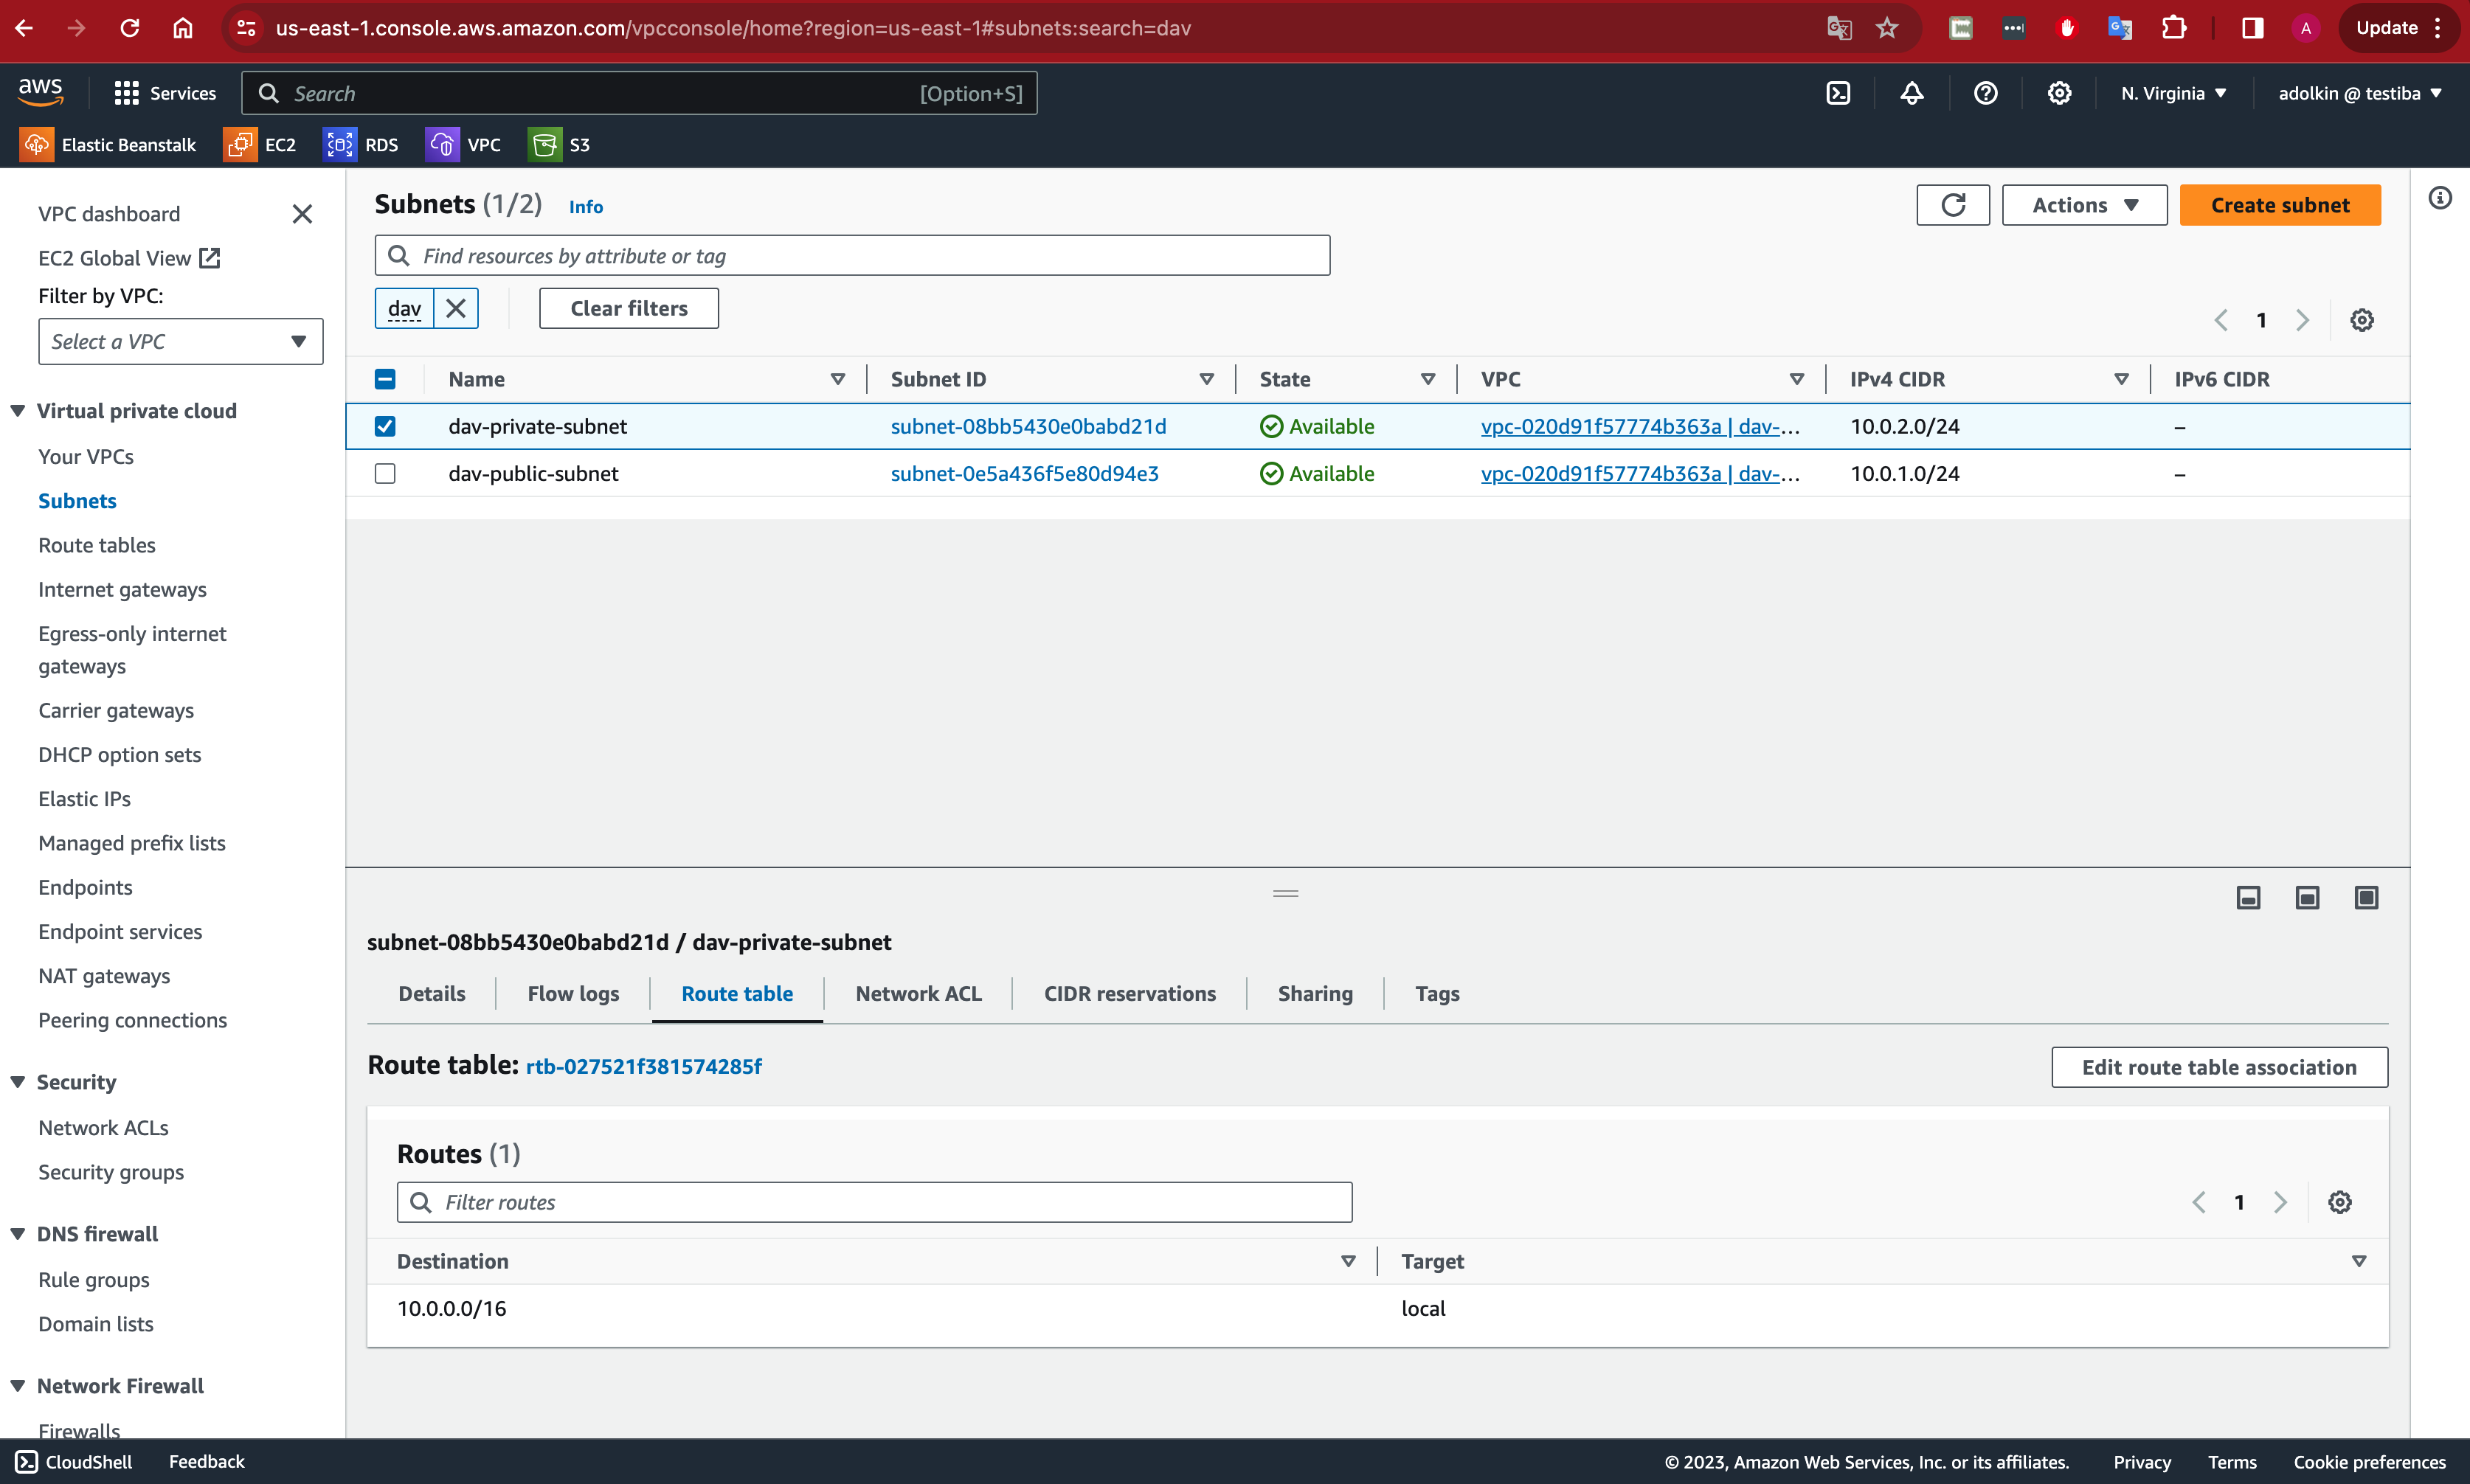 us-east-1.console.aws.amazon.com/vpcconsole/home?region=us-east-1#subnets:search=dav
A
Update
aws
Services
Search
[Option+S]
N. Virginia
adolkin @ testiba
Elastic Beanstalk
EC2
RDS
VPC
S3
VPC dashboard
EC2 Global View
Filter by VPC:
Select a VPC
Virtual private cloud
Your VPCs
Subnets
Route tables
Internet gateways
Egress-only internet
gateways
Carrier gateways
DHCP option sets
Elastic IPs
Managed prefix lists
Endpoints
Endpoint services
NAT gateways
Peering connections
Security
Network ACLs
Security groups
DNS firewall
Rule groups
Domain lists
Network Firewall
Firewalls
Subnets (1/2) Info
Actions
Create subnet
Find resources by attribute or tag
dav
Clear filters
1
Name Subnet ID State VPC IPv4 CIDR IPv6 CIDR
dav-private-subnet subnet-08bb5430e0babd21d Available vpc-020d91f57774b363a | dav-... 10.0.2.0/24 –
dav-public-subnet subnet-0e5a436f5e80d94e3 Available vpc-020d91f57774b363a | dav-... 10.0.1.0/24 –
subnet-08bb5430e0babd21d / dav-private-subnet
Details Flow logs Route table Network ACL CIDR reservations Sharing Tags
Route table: rtb-027521f381574285f
Edit route table association
Routes (1)
Filter routes
1
Destination Target
10.0.0.0/16 local
CloudShell Feedback
© 2023, Amazon Web Services, Inc. or its affiliates. Privacy Terms Cookie preferences